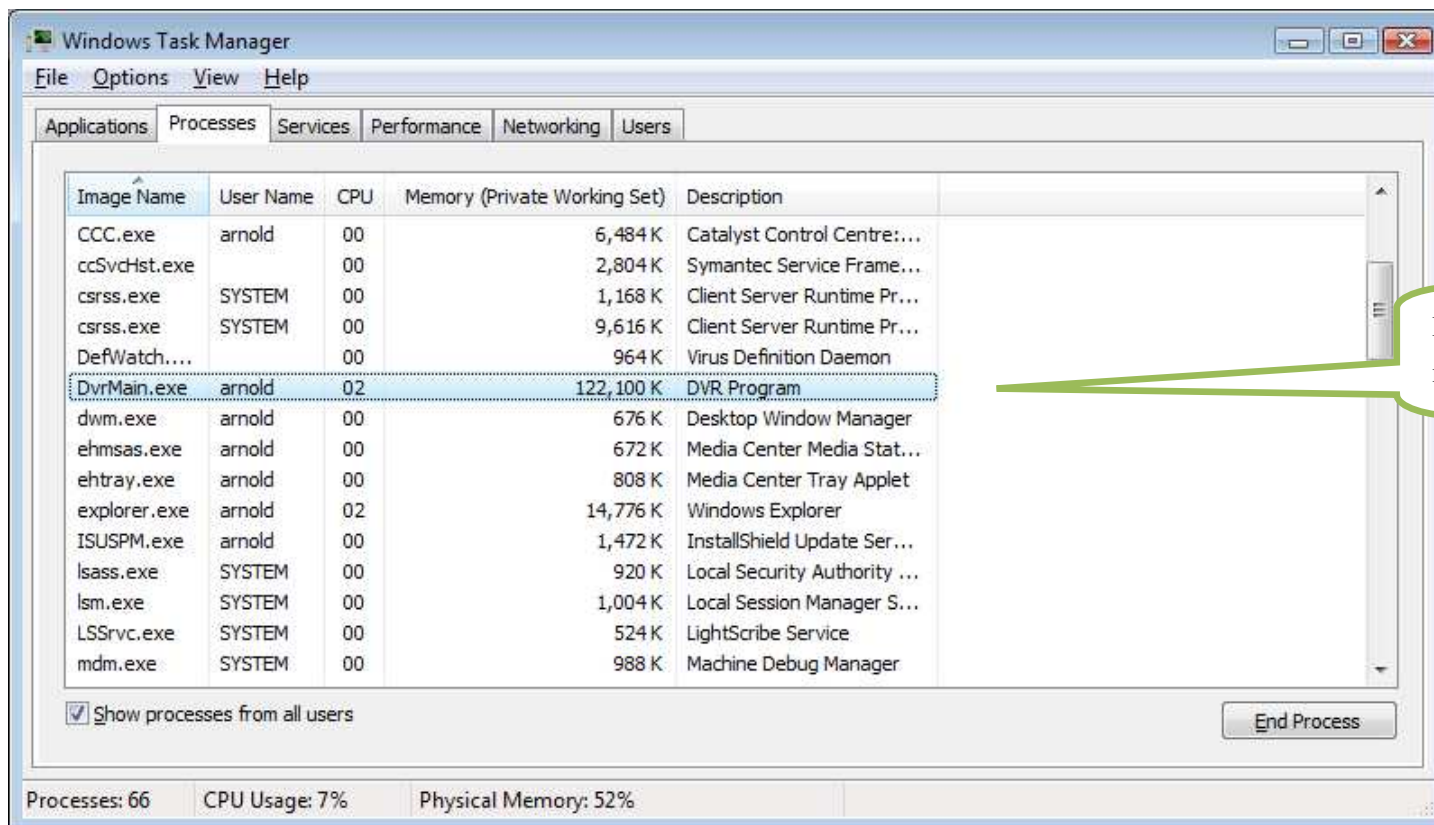 Windows Task Manager
File Options View Help
Applications Processes Services Performance Networking Users
Image Name User Name CPU Memory (Private Working Set) Description
CCC.exe arnold 00 6,484 K Catalyst Control Centre:...
ccSvcHst.exe 00 2,804 K Symantec Service Frame...
csrss.exe SYSTEM 00 1,168 K Client Server Runtime Pr...
csrss.exe SYSTEM 00 9,616 K Client Server Runtime Pr...
DefWatch.... 00 964 K Virus Definition Daemon
DvrMain.exe arnold 02 122,100 K DVR Program
dwm.exe arnold 00 676 K Desktop Window Manager
ehmsas.exe arnold 00 672 K Media Center Media Stat...
ehtray.exe arnold 00 808 K Media Center Tray Applet
explorer.exe arnold 02 14,776 K Windows Explorer
ISUSPM.exe arnold 00 1,472 K InstallShield Update Ser...
lsass.exe SYSTEM 00 920 K Local Security Authority ...
lsm.exe SYSTEM 00 1,004 K Local Session Manager S...
LSSrvc.exe SYSTEM 00 524 K LightScribe Service
mdm.exe SYSTEM 00 988 K Machine Debug Manager
Show processes from all users
End Process
Processes: 66 CPU Usage: 7% Physical Memory: 52%